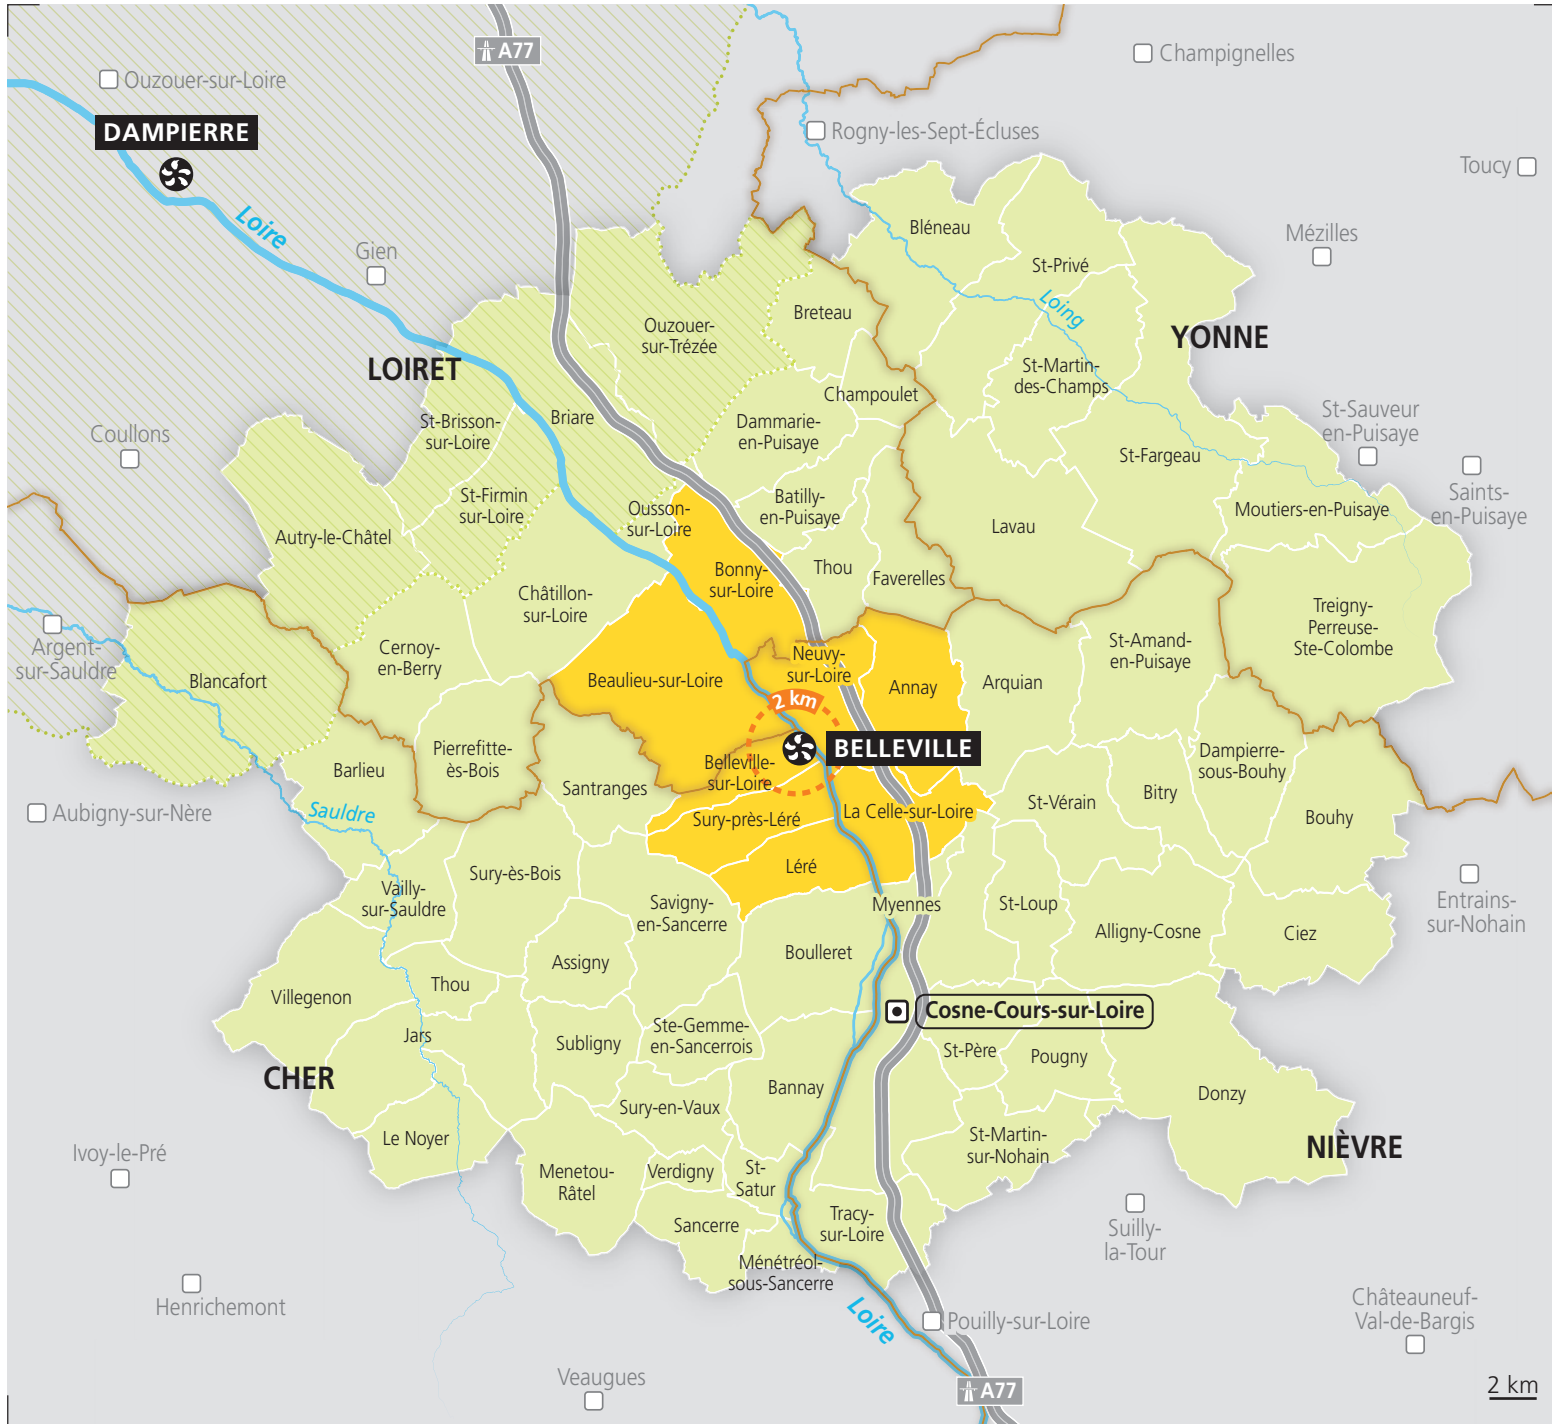 A77
Champignelles
Ouzouer-sur-Loire
DAMPIERRE
Rogny-les-Sept-Écluses
Toucy
Loire
Bléneau
Mézilles
Gien
St-Privé
Loing
Breteau
Ouzouer-
sur-Trézée
YONNE
LOIRET
St-Martin-
des-Champs
Champoulet
St-Sauveur
en-Puisaye
Briare
St-Brisson-
sur-Loire
Dammarie-
en-Puisaye
Coullons
St-Fargeau
Saints-
en-Puisaye
St-Firmin
sur-Loire
Batilly-
en-Puisaye
Moutiers-en-Puisaye
Ousson-
sur-Loire
Lavau
Autry-le-Châtel
Bonny-
sur-Loire
Thou
Faverelles
Châtillon-
sur-Loire
Treigny-
Perreuse-
Ste-Colombe
Argent-
sur-Sauldre
Cernoy-
en-Berry
Neuvy-
sur-Loire
St-Amand-
en-Puisaye
Blancafort
Beaulieu-sur-Loire
Annay
Arquian
2 km
BELLEVILLE
Pierrefitte-
ès-Bois
Dampierre-
sous-Bouhy
Barlieu
Belleville-
sur-Loire
Santranges
Bitry
St-Vérain
Aubigny-sur-Nère
Sauldre
Sury-près-Léré
La Celle-sur-Loire
Bouhy
Léré
Sury-ès-Bois
Vailly-
sur-Sauldre
Savigny-
en-Sancerre
Myennes
St-Loup
Entrains-
sur-Nohain
Alligny-Cosne
Ciez
Boulleret
Assigny
Thou
Villegenon
Cosne-Cours-sur-Loire
Jars
Subligny
Ste-Gemme-
en-Sancerrois
St-Père
Pougny
CHER
Bannay
Donzy
Sury-en-Vaux
Le Noyer
St-Martin-
sur-Nohain
NIÈVRE
Ivoy-le-Pré
Menetou-
Râtel
Verdigny
St-
Satur
Sancerre
Tracy-
sur-Loire
Suilly-
la-Tour
Ménétréol-
sous-Sancerre
Henrichemont
Loire
Pouilly-sur-Loire
Châteauneuf-
Val-de-Bargis
Veaugues
A77
2 km